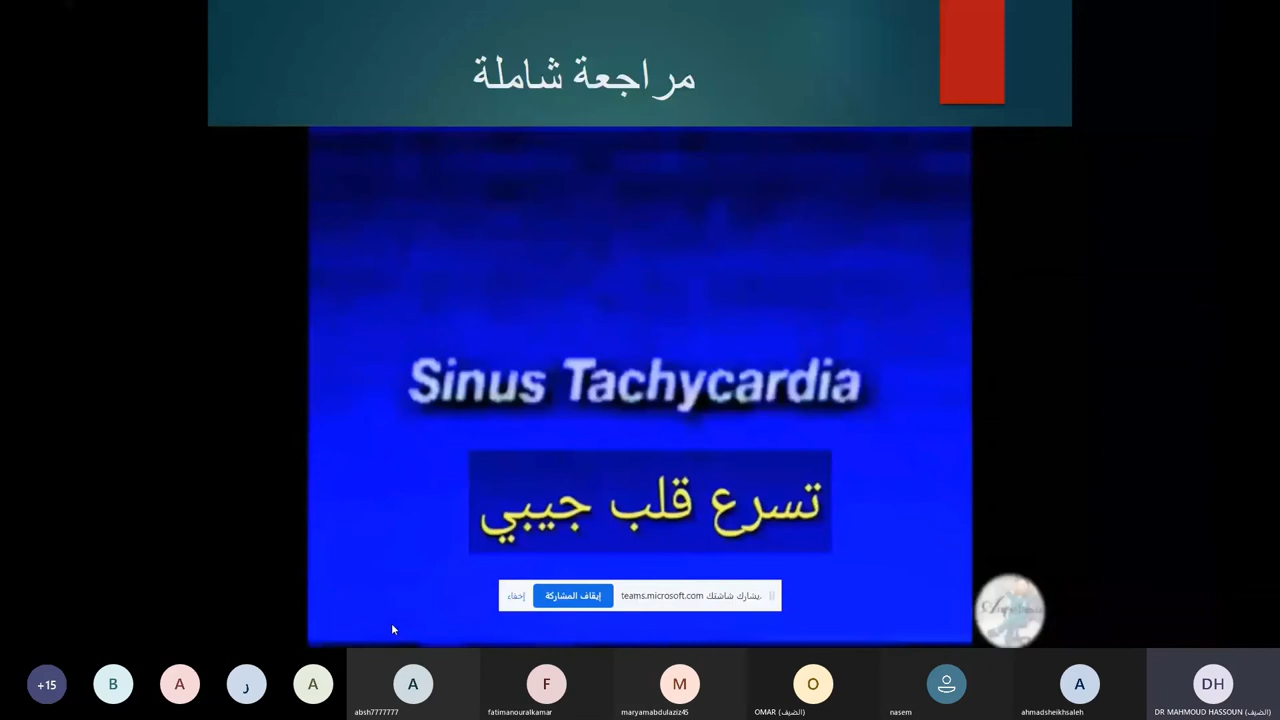 مراجعة شاملة
Sinus Tachycardia
تسرع قلب جيبي
يشارك شاشتك teams.microsoft.com.
إيقاف المشاركة
إخفاء
+15
B
A
ر
A
A
F
M
O
A
DH
absh7777777
fatimanouralkamar
maryamabdulaziz45
OMAR (الضيف)
nasem
ahmadsheikhsaleh
DR MAHMOUD HASSOUN (الضيف)